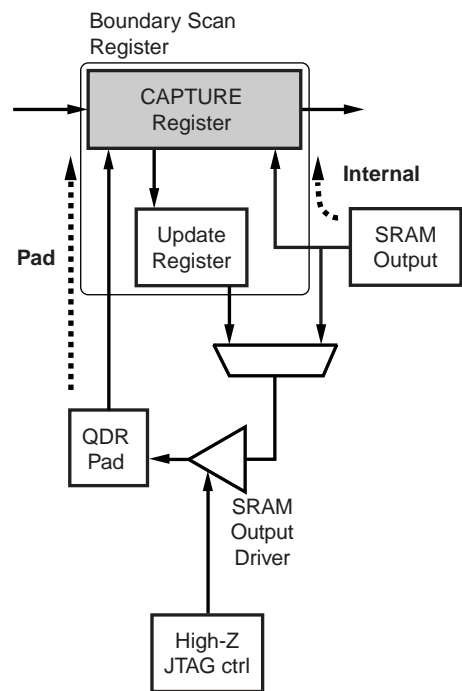 Boundary Scan
Register
CAPTURE
Register
Internal
Update
Register
SRAM
Output
Pad
QDR
Pad
SRAM
Output
Driver
High-Z
JTAG ctrl